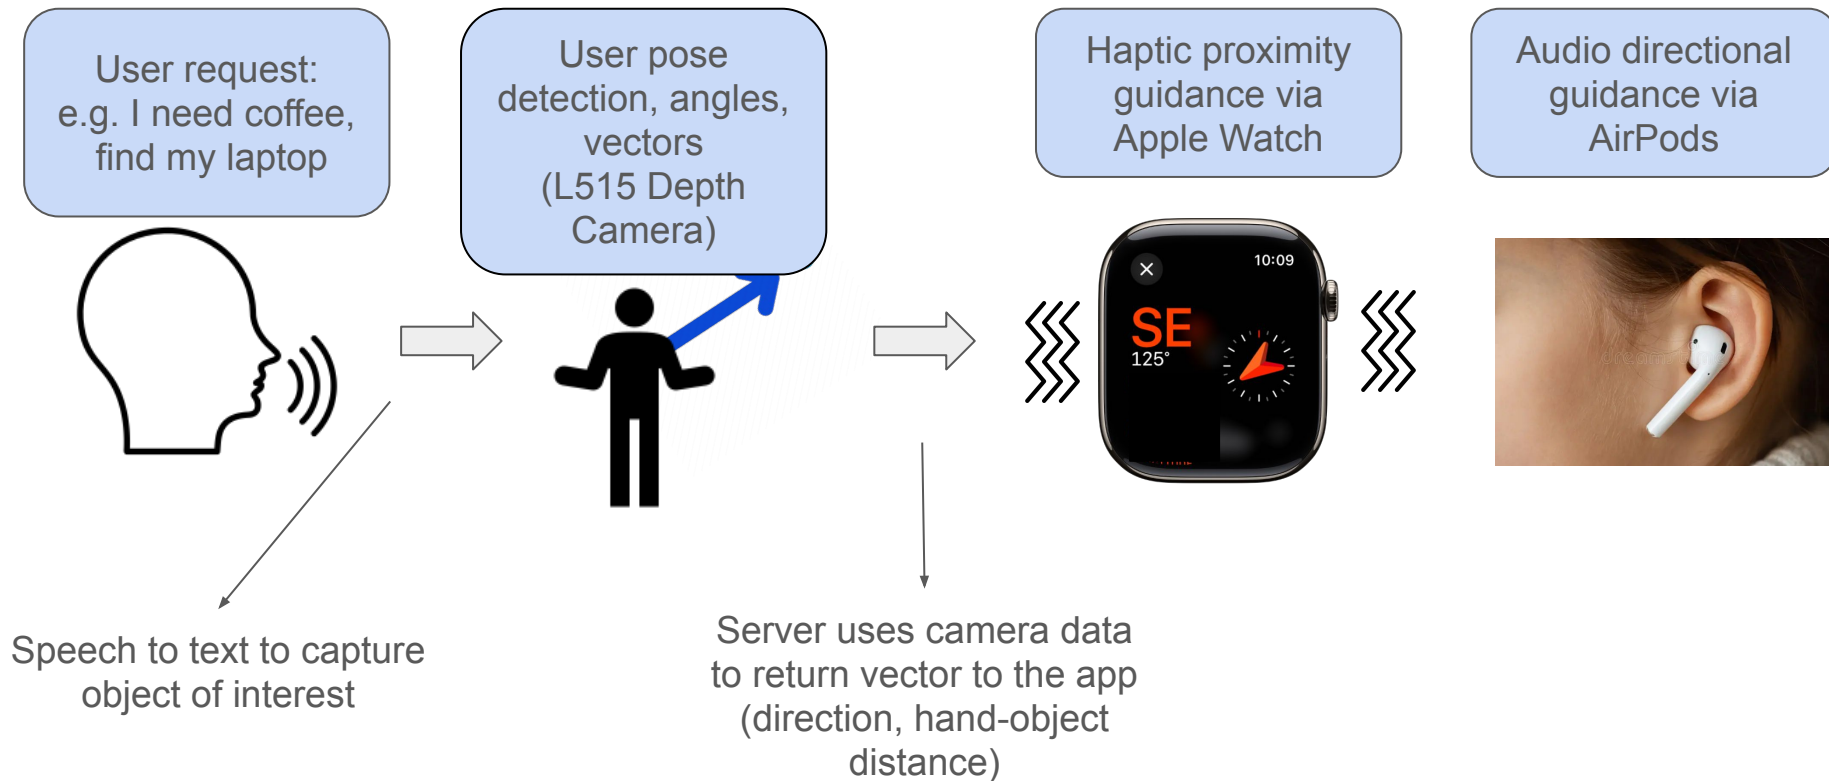 User request:
e.g. I need coffee,
find my laptop
User pose
detection, angles,
vectors
(L515 Depth
Camera)
Haptic proximity
guidance via
Apple Watch
Audio directional
guidance via
AirPods
10:09
SE
125°
Speech to text to capture
object of interest
Server uses camera data
to return vector to the app
(direction, hand-object
distance)